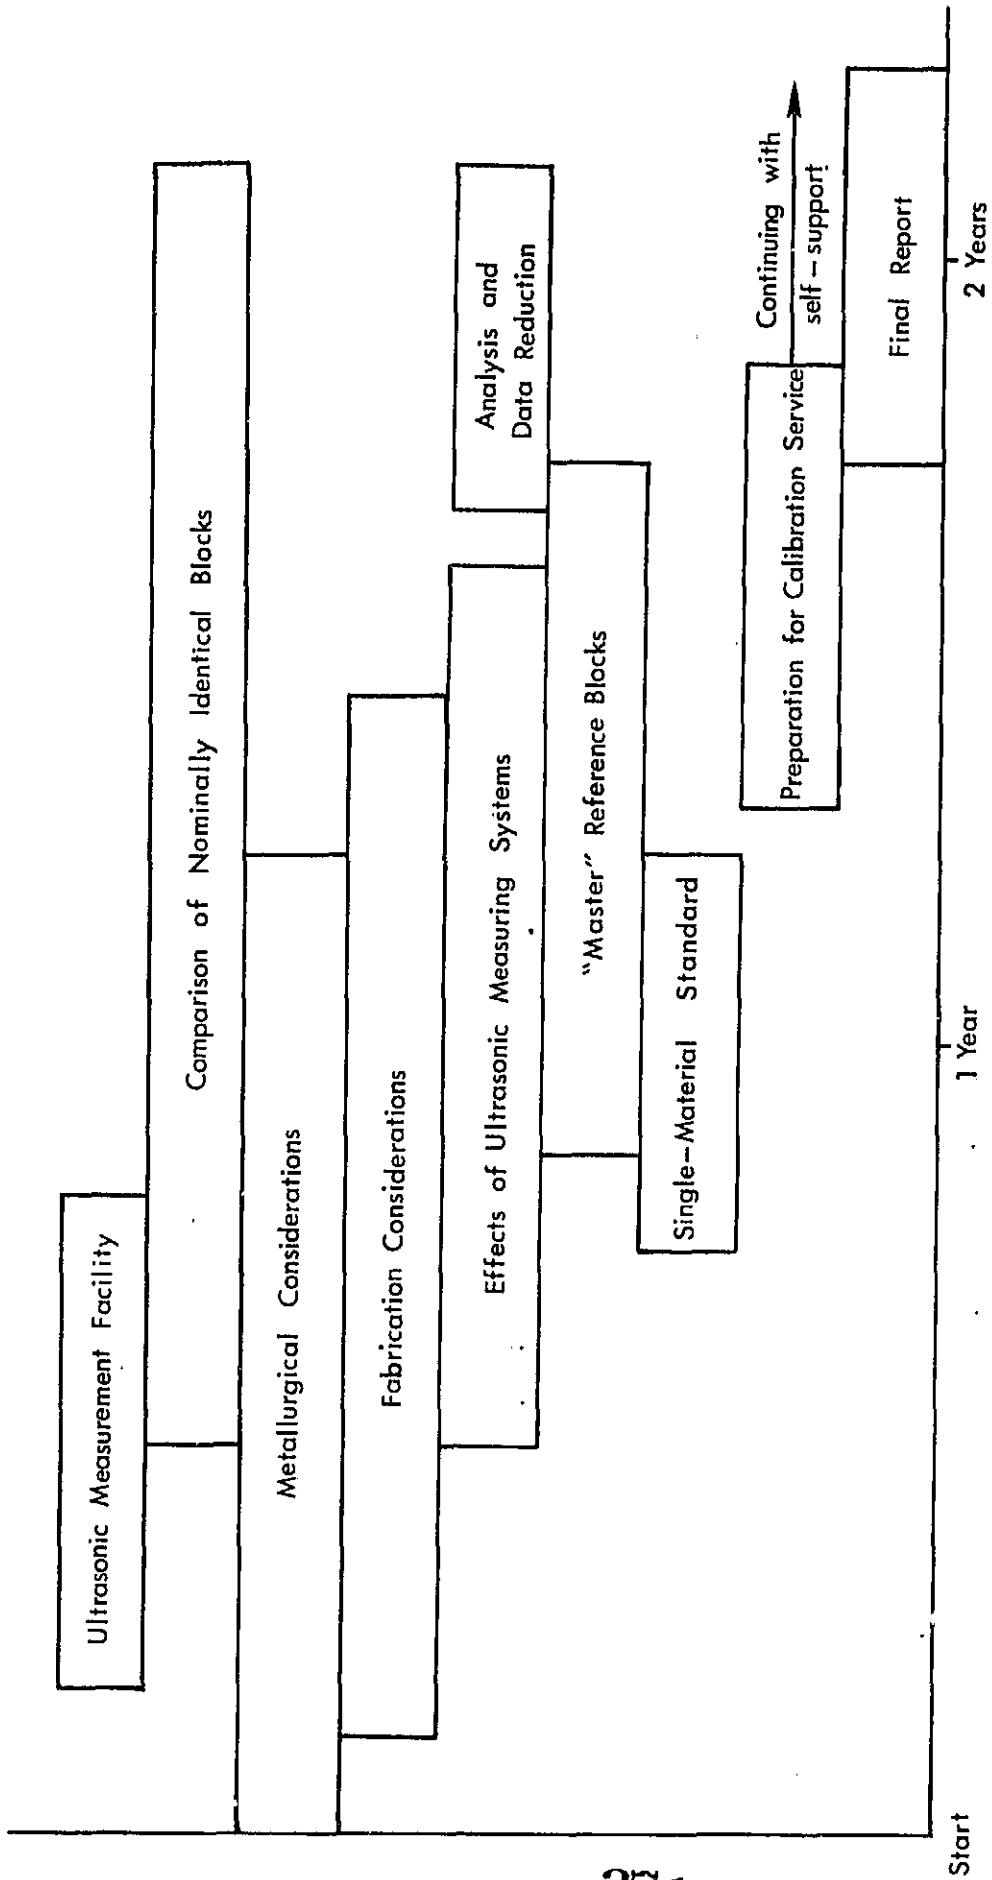 Ultrasonic Measurement Facility
Comparison of Nominally Identical Blocks
Metallurgical Considerations
Fabrication Considerations
Effects of Ultrasonic Measuring Systems
Analysis and
Data Reduction
"Master" Reference Blocks
Single-Material Standard
Preparation for Calibration Service
Continuing with
self-support
Final Report
Start
1 Year
2 Years